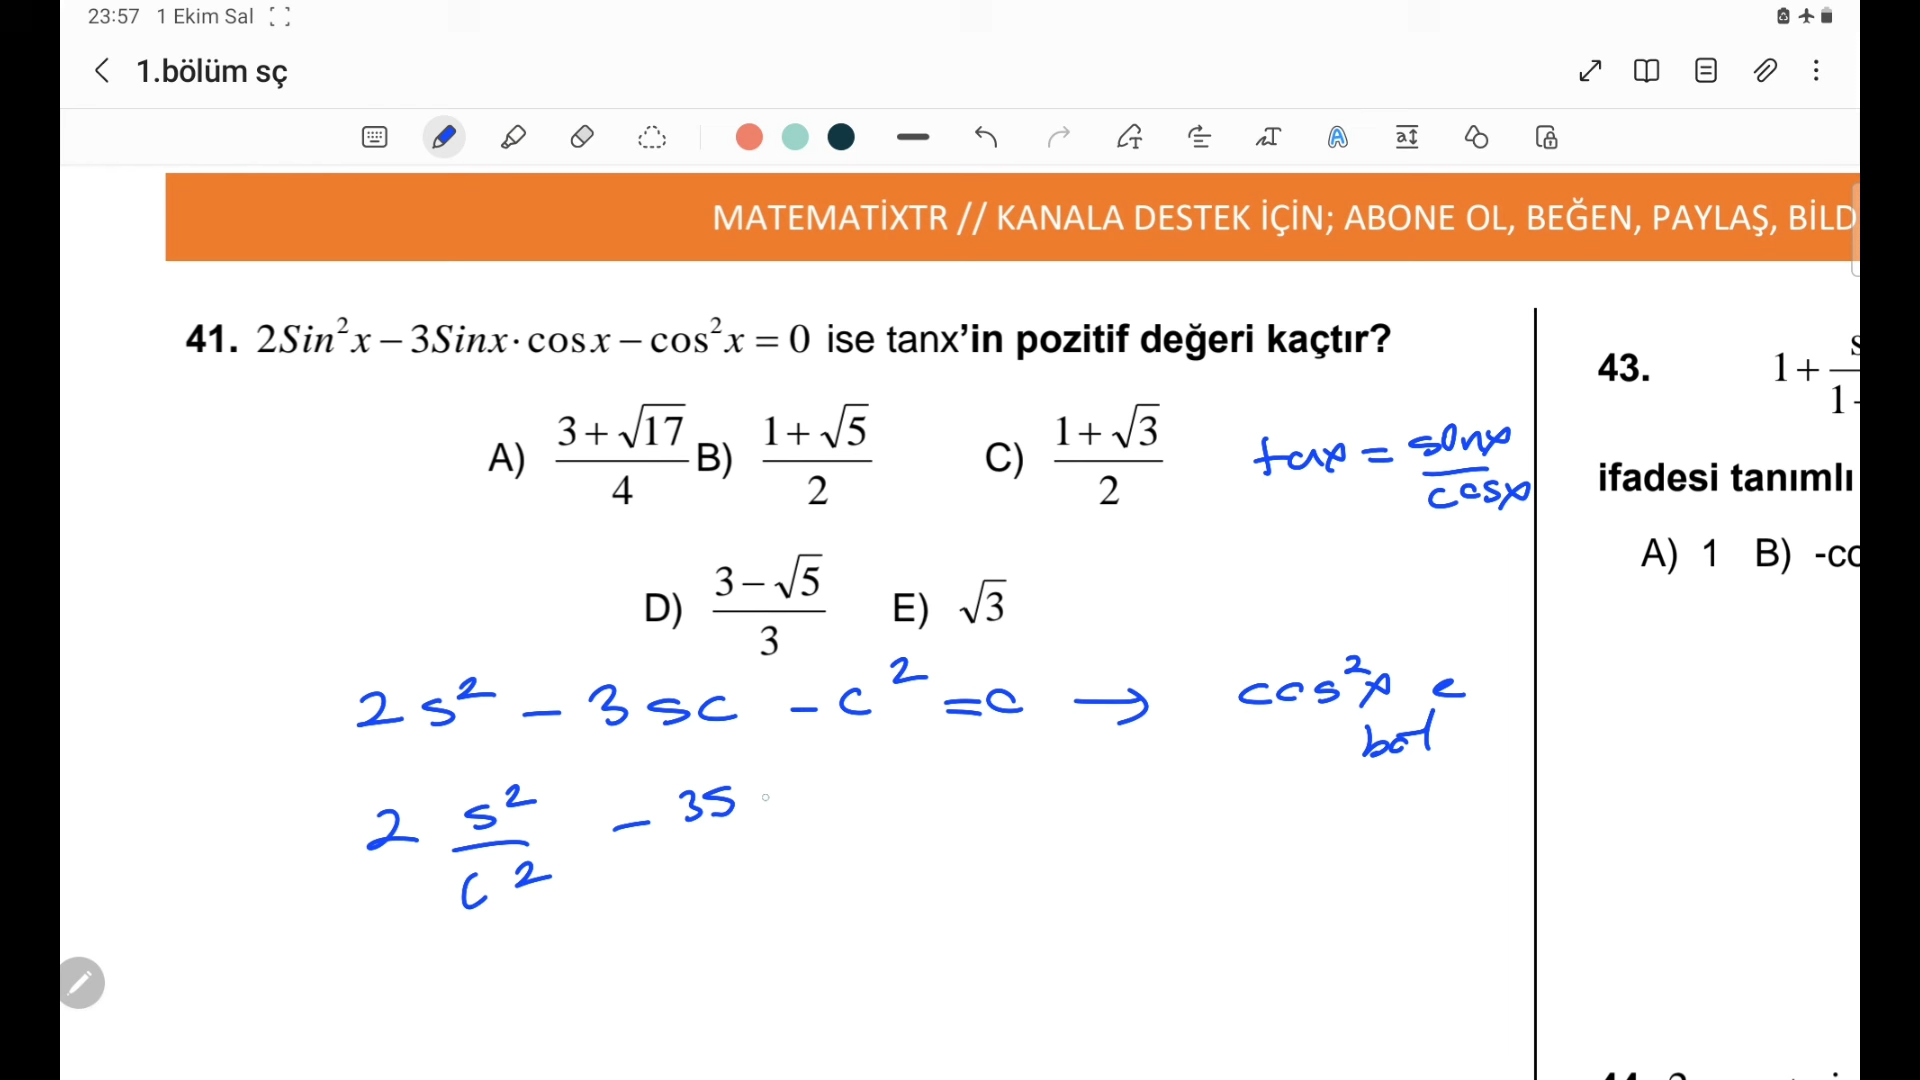 23:57 1 Ekim Sal
1.bölüm sç
MATEMATİXTR // KANALA DESTEK İÇİN; ABONE OL, BEĞEN, PAYLAŞ, BİLD
41. 2Sin²x − 3Sinx · cosx − cos²x = 0 ise tanx’in pozitif değeri kaçtır?
A) (3+√17)/4 B) (1+√5)/2 C) (1+√3)/2
tax = sinx/cosx
D) (3−√5)/3 E) √3
2s² − 3sc − c² = 0 → cos²x e
böl
2 s²/c² − 3s
43. 1+
ifadesi tanımlı
A) 1 B) -co